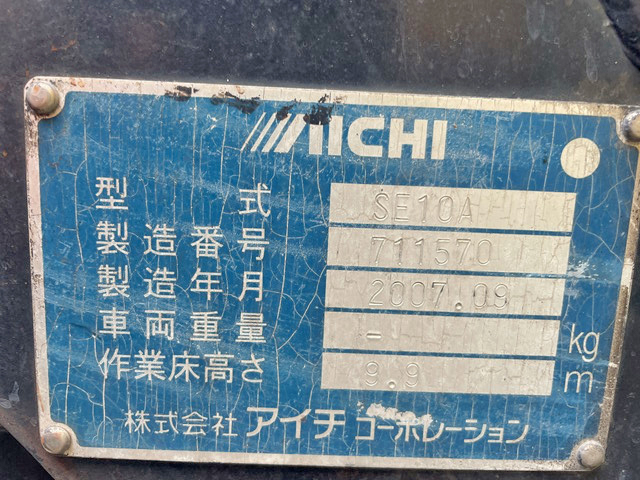 AICHI
型式 SE10A
製造番号 711570
製造年月 2007.09
車両重量 - kg
作業床高さ 9.9 m
株式会社 アイチ コーポレーション